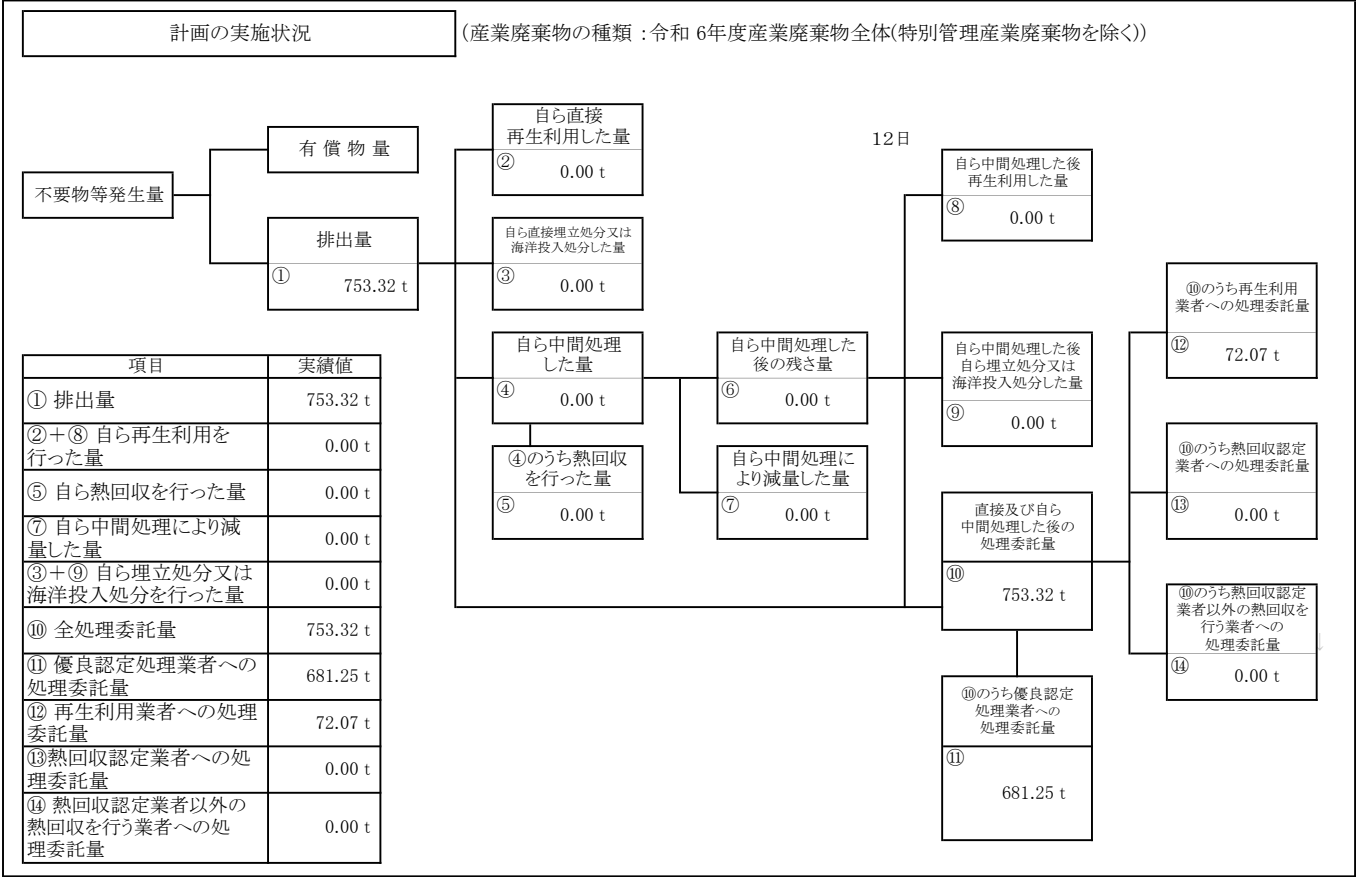 計画の実施状況
(産業廃棄物の種類：令和 6年度産業廃棄物全体(特別管理産業廃棄物を除く))
不要物等発生量
有 償 物 量
排出量
①
753.32 t
自ら直接
再生利用した量
②
0.00 t
自ら直接埋立処分又は
海洋投入処分した量
③
0.00 t
自ら中間処理
した量
④
0.00 t
④のうち熱回収
を行った量
⑤
0.00 t
自ら中間処理した
後の残さ量
⑥
0.00 t
自ら中間処理に
より減量した量
⑦
0.00 t
12日
自ら中間処理した後
再生利用した量
⑧
0.00 t
自ら中間処理した後
自ら埋立処分又は
海洋投入処分した量
⑨
0.00 t
直接及び自ら
中間処理した後の
処理委託量
⑩
753.32 t
⑩のうち優良認定
処理業者への
処理委託量
⑪
681.25 t
⑩のうち再生利用
業者への処理委託量
⑫
72.07 t
⑩のうち熱回収認定
業者への処理委託量
⑬
0.00 t
⑩のうち熱回収認定
業者以外の熱回収を
行う業者への
処理委託量
⑭
0.00 t
項目 実績値
① 排出量 753.32 t
②＋⑧ 自ら再生利用を
行った量 0.00 t
⑤ 自ら熱回収を行った量 0.00 t
⑦ 自ら中間処理により減
量した量 0.00 t
③＋⑨ 自ら埋立処分又は
海洋投入処分を行った量 0.00 t
⑩ 全処理委託量 753.32 t
⑪ 優良認定処理業者への
処理委託量 681.25 t
⑫ 再生利用業者への処理
委託量 72.07 t
⑬熱回収認定業者への処
理委託量 0.00 t
⑭ 熱回収認定業者以外の
熱回収を行う業者への処
理委託量 0.00 t